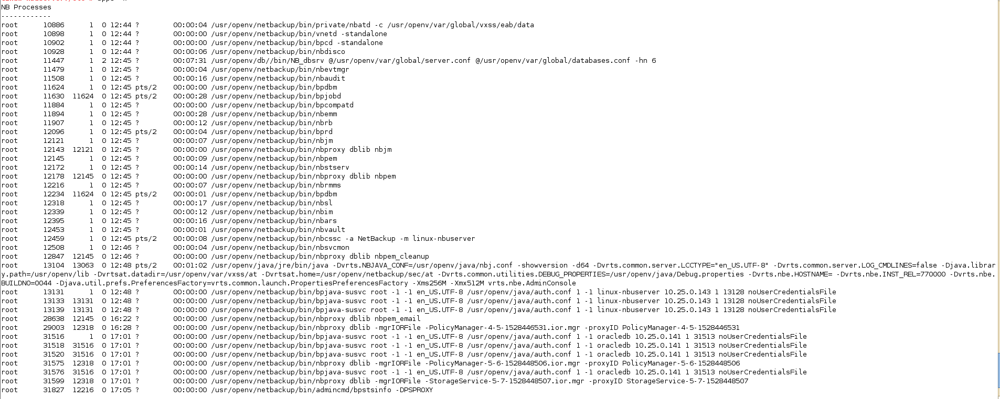 NB Processes
------------
root      10886     1  0 12:44 ?        00:00:04 /usr/openv/netbackup/bin/private/nbatd -c /usr/openv/var/global/vxss/eab/data
root      10898     1  0 12:44 ?        00:00:00 /usr/openv/netbackup/bin/vnetd -standalone
root      10902     1  0 12:44 ?        00:00:00 /usr/openv/netbackup/bin/bpcd -standalone
root      10928     1  0 12:44 ?        00:00:06 /usr/openv/netbackup/bin/nbdisco
root      11447     1  2 12:45 ?        00:07:31 /usr/openv/db//bin/NB_dbsrv @/usr/openv/var/global/server.conf @/usr/openv/var/global/databases.conf -hn 6
root      11479     1  0 12:45 ?        00:00:04 /usr/openv/netbackup/bin/nbevtmgr
root      11508     1  0 12:45 ?        00:00:16 /usr/openv/netbackup/bin/nbaudit
root      11624     1  0 12:45 pts/2    00:00:00 /usr/openv/netbackup/bin/bpdbm
root      11630 11624  0 12:45 pts/2    00:00:28 /usr/openv/netbackup/bin/bpjobd
root      11884     1  0 12:45 ?        00:00:00 /usr/openv/netbackup/bin/bpcompatd
root      11894     1  0 12:45 ?        00:00:28 /usr/openv/netbackup/bin/nbemm
root      11907     1  0 12:45 ?        00:00:12 /usr/openv/netbackup/bin/nbrb
root      12096     1  0 12:45 pts/2    00:00:04 /usr/openv/netbackup/bin/bprd
root      12121     1  0 12:45 ?        00:00:07 /usr/openv/netbackup/bin/nbjm
root      12143 12121  0 12:45 ?        00:00:00 /usr/openv/netbackup/bin/nbproxy dblib nbjm
root      12145     1  0 12:45 ?        00:00:09 /usr/openv/netbackup/bin/nbpem
root      12172     1  0 12:45 ?        00:00:14 /usr/openv/netbackup/bin/nbstserv
root      12178 12145  0 12:45 ?        00:00:00 /usr/openv/netbackup/bin/nbproxy dblib nbpem
root      12216     1  0 12:45 ?        00:00:07 /usr/openv/netbackup/bin/nbrmms
root      12234 11624  0 12:45 pts/2    00:00:01 /usr/openv/netbackup/bin/bpdbm
root      12318     1  0 12:45 ?        00:00:17 /usr/openv/netbackup/bin/nbsl
root      12339     1  0 12:45 ?        00:00:12 /usr/openv/netbackup/bin/nbim
root      12395     1  0 12:45 ?        00:00:16 /usr/openv/netbackup/bin/nbars
root      12453     1  0 12:45 ?        00:00:01 /usr/openv/netbackup/bin/nbvault
root      12459     1  0 12:45 pts/2    00:00:08 /usr/openv/netbackup/bin/nbcssc -a NetBackup -m linux-nbuserver
root      12508     1  0 12:46 ?        00:00:04 /usr/openv/netbackup/bin/nbsvcmon
root      12847 12145  0 12:46 ?        00:00:00 /usr/openv/netbackup/bin/nbproxy dblib nbpem_cleanup
root      13104 13063  0 12:48 pts/2    00:01:02 /usr/openv/java/jre/bin/java -Dvrts.NBJAVA_CONF=/usr/openv/java/nbj.conf -showversion -d64 -Dvrts.common.server.LCCTYPE="en_US.UTF-8" -Dvrts.common.server.LOG_CMDLINES=false -Djava.librar
y.path=/usr/openv/lib -Dvrtsat.datadir=/usr/openv/var/vxss/at -Dvrtsat.home=/usr/openv/netbackup/sec/at -Dvrts.common.utilities.DEBUG_PROPERTIES=/usr/openv/java/Debug.properties -Dvrts.nbe.HOSTNAME= -Dvrts.nbe.INST_REL=770000 -Dvrts.nbe.
BUILDNO=0044 -Djava.util.prefs.PreferencesFactory=vrts.common.launch.PropertiesPreferencesFactory -Xms256M -Xmx512M vrts.nbe.AdminConsole
root      13131     1  0 12:48 ?        00:00:00 /usr/openv/netbackup/bin/bpjava-susvc root -1 -1 en_US.UTF-8 /usr/openv/java/auth.conf 1 -1 linux-nbuserver 10.25.0.143 1 13128 noUserCredentialsFile
root      13133 13131  0 12:48 ?        00:00:00 /usr/openv/netbackup/bin/bpjava-susvc root -1 -1 en_US.UTF-8 /usr/openv/java/auth.conf 1 -1 linux-nbuserver 10.25.0.143 1 13128 noUserCredentialsFile
root      13139 13131  0 12:48 ?        00:00:00 /usr/openv/netbackup/bin/bpjava-susvc root -1 -1 en_US.UTF-8 /usr/openv/java/auth.conf 1 -1 linux-nbuserver 10.25.0.143 1 13128 noUserCredentialsFile
root      28638 12145  0 16:22 ?        00:00:00 /usr/openv/netbackup/bin/nbproxy dblib nbpem_email
root      29003 12318  0 16:28 ?        00:00:00 /usr/openv/netbackup/bin/nbproxy dblib -mgrIORFile -PolicyManager-4-5-1528446531.ior.mgr -proxyID PolicyManager-4-5-1528446531
root      31516     1  0 17:01 ?        00:00:00 /usr/openv/netbackup/bin/bpjava-susvc root -1 -1 en_US.UTF-8 /usr/openv/java/auth.conf 1 -1 oracledb 10.25.0.141 1 31513 noUserCredentialsFile
root      31518 31516  0 17:01 ?        00:00:00 /usr/openv/netbackup/bin/bpjava-susvc root -1 -1 en_US.UTF-8 /usr/openv/java/auth.conf 1 -1 oracledb 10.25.0.141 1 31513 noUserCredentialsFile
root      31520 31516  0 17:01 ?        00:00:00 /usr/openv/netbackup/bin/bpjava-susvc root -1 -1 en_US.UTF-8 /usr/openv/java/auth.conf 1 -1 oracledb 10.25.0.141 1 31513 noUserCredentialsFile
root      31575 12318  0 17:01 ?        00:00:00 /usr/openv/netbackup/bin/nbproxy dblib -mgrIORFile -PolicyManager-5-6-1528448506.ior.mgr -proxyID PolicyManager-5-6-1528448506
root      31576 31516  0 17:01 ?        00:00:00 /usr/openv/netbackup/bin/bpjava-susvc root -1 -1 en_US.UTF-8 /usr/openv/java/auth.conf 1 -1 oracledb 10.25.0.141 1 31513 noUserCredentialsFile
root      31599 12318  0 17:01 ?        00:00:00 /usr/openv/netbackup/bin/nbproxy dblib -mgrIORFile -StorageService-5-7-1528448507.ior.mgr -proxyID StorageService-5-7-1528448507
root      31827 12216  0 17:05 ?        00:00:00 /usr/openv/netbackup/bin/admincmd/bpstsinfo -DPSPROXY